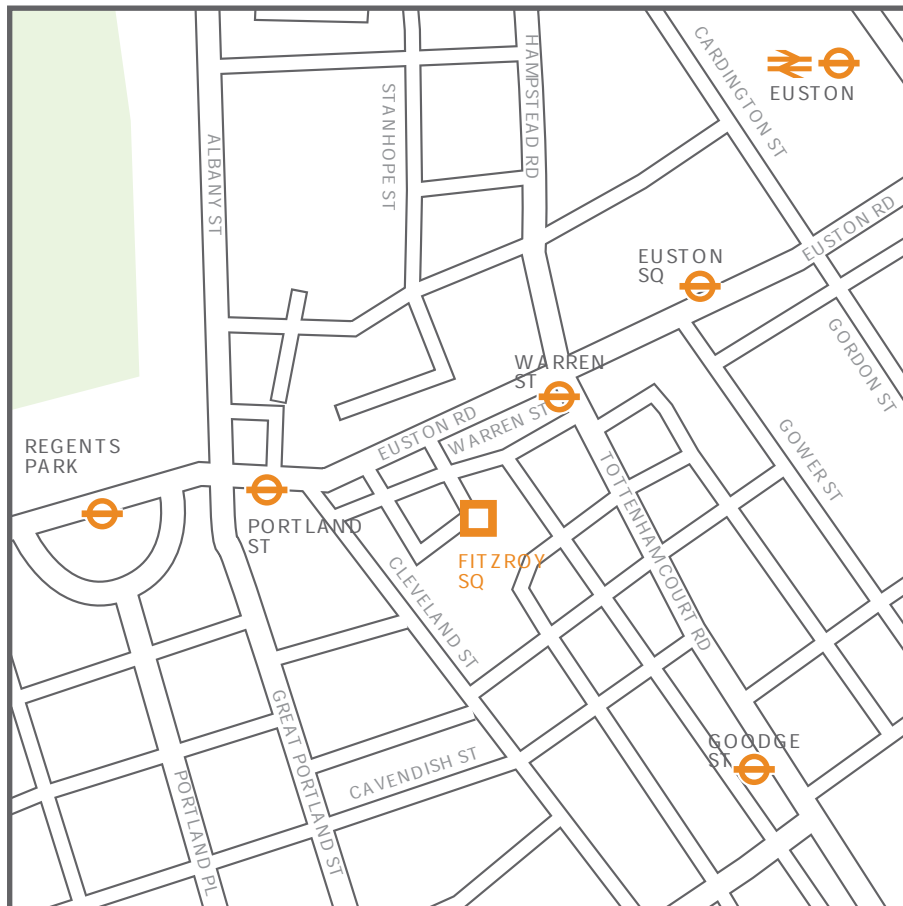 EUSTON
CARDINGTON ST
HAMPSTEAD RD
STANHOPE ST
ALBANY ST
EUSTON RD
EUSTON
SQ
GORDON ST
WARREN
ST
EUSTON RD
WARREN ST
GOWER ST
REGENTS
PARK
TOTTENHAMCOURT RD
PORTLAND
ST
FITZROY
SQ
CLEVELAND ST
GREAT PORTLAND ST
GOODGE
ST
CAVENDISH ST
PORTLAND PL